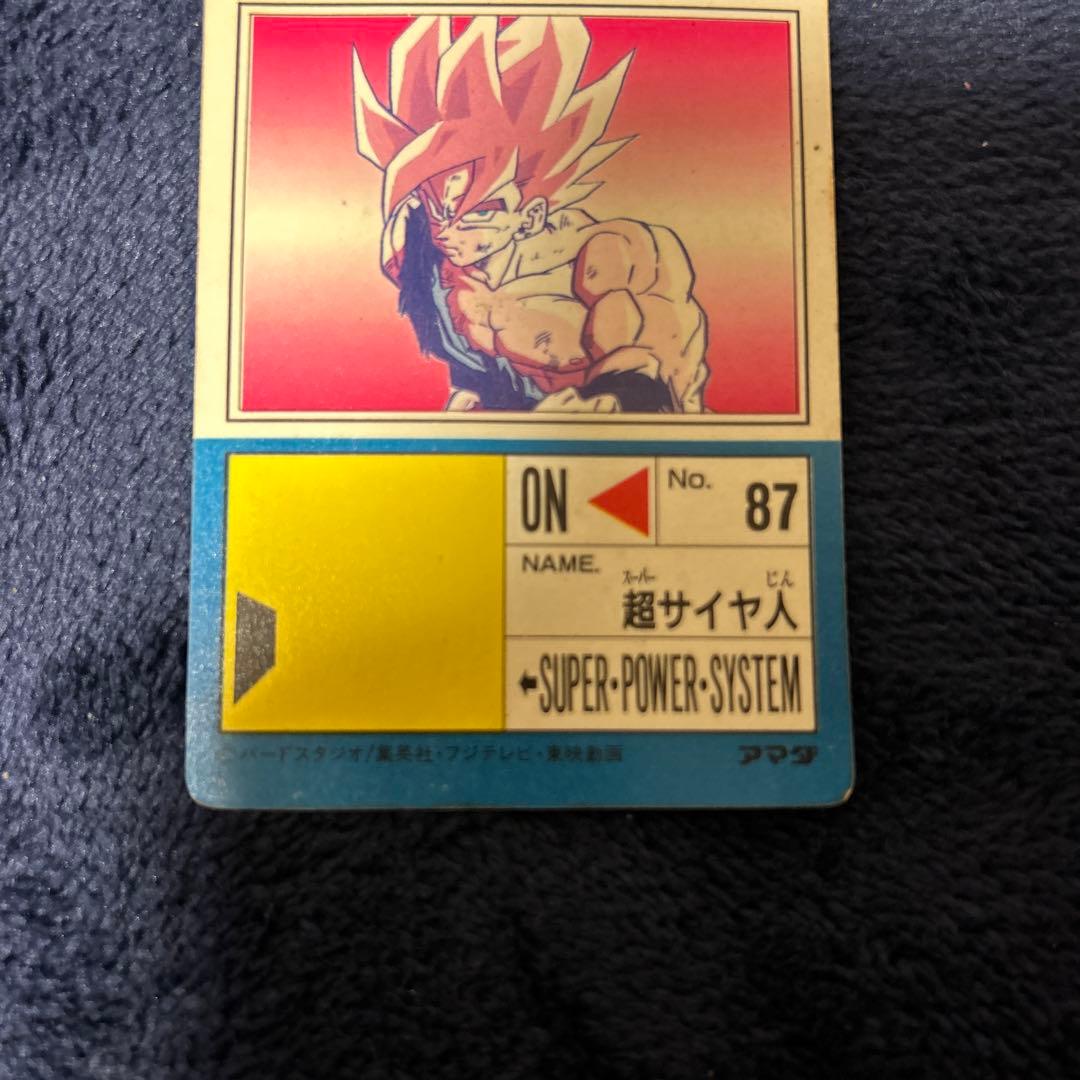 ON
No. 87
NAME.
スーパー じん
超サイヤ人
SUPER・POWER・SYSTEM
©バードスタジオ/集英社・フジテレビ・東映動画
アマダ